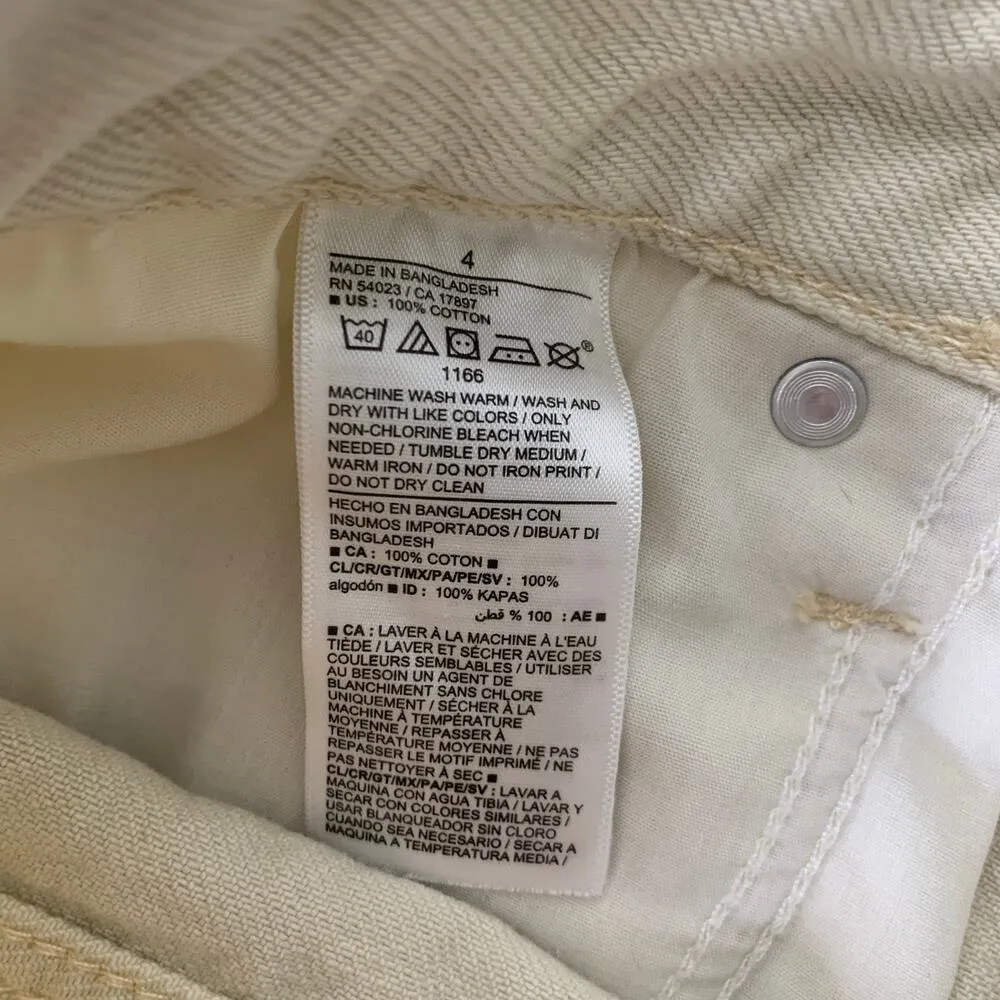 4
MADE IN BANGLADESH
RN 54023 / CA 17897
■ US : 100% COTTON
40 ®
1166
MACHINE WASH WARM / WASH AND
DRY WITH LIKE COLORS / ONLY
NON-CHLORINE BLEACH WHEN
NEEDED / TUMBLE DRY MEDIUM /
WARM IRON / DO NOT IRON PRINT /
DO NOT DRY CLEAN
HECHO EN BANGLADESH CON
INSUMOS IMPORTADOS / DIBUAT DI
BANGLADESH
■ CA : 100% COTON ■
CL/CR/GT/MX/PA/PE/SV : 100%
algodón ■ ID : 100% KAPAS
■ AE : 100 % قطن
■ CA : LAVER À LA MACHINE À L'EAU
TIÈDE / LAVER ET SÉCHER AVEC DES
COULEURS SEMBLABLES / UTILISER
AU BESOIN UN AGENT DE
BLANCHIMENT SANS CHLORE
UNIQUEMENT / SÉCHER À LA
MACHINE À TEMPÉRATURE
MOYENNE / REPASSER À
TEMPÉRATURE MOYENNE / NE PAS
REPASSER LE MOTIF IMPRIMÉ / NE
PAS NETTOYER À SEC ■
CL/CR/GT/MX/PA/PE/SV : LAVAR A
MAQUINA CON AGUA TIBIA / LAVAR Y
SECAR CON COLORES SIMILARES /
USAR BLANQUEADOR SIN CLORO
CUANDO SEA NECESARIO / SECAR A
MAQUINA A TEMPERATURA MEDIA /